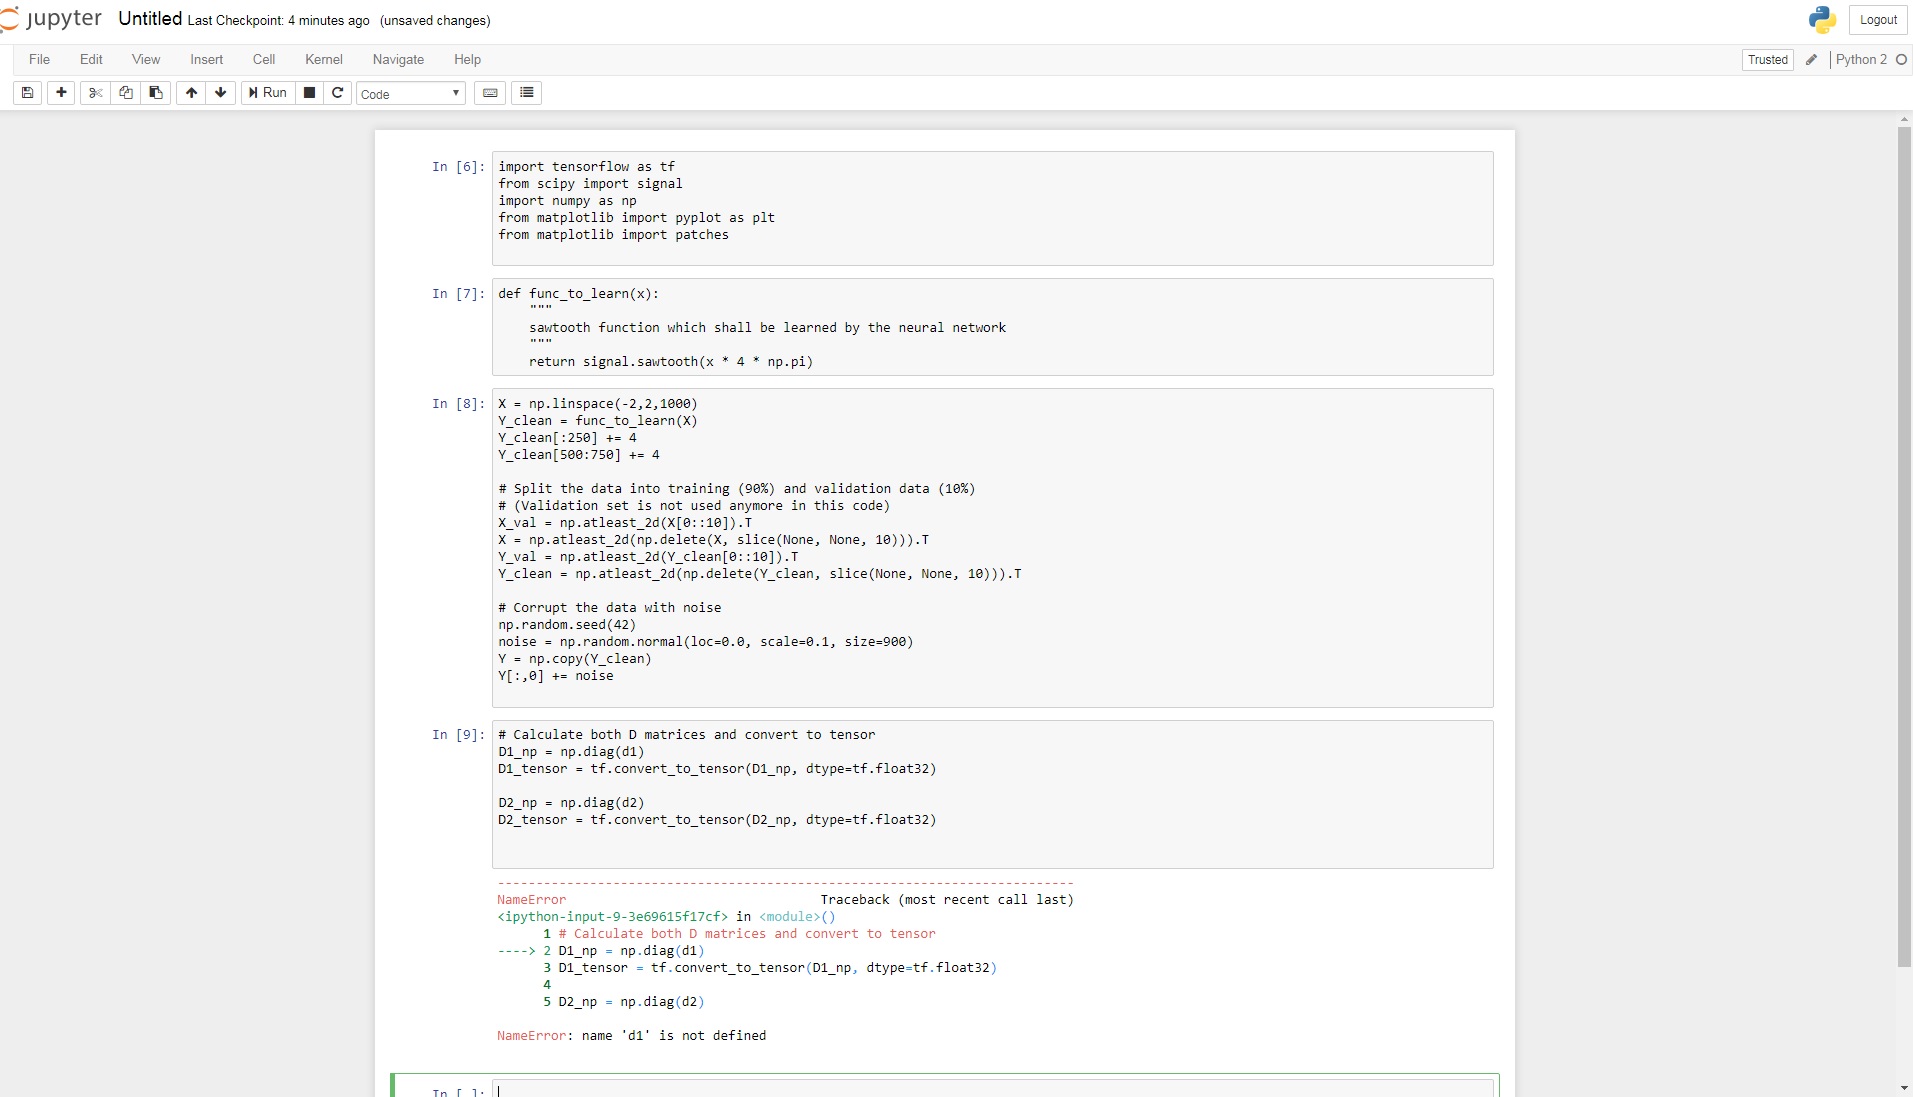 jupyter Untitled Last Checkpoint: 4 minutes ago (unsaved changes) Logout
File Edit View Insert Cell Kernel Navigate Help Trusted Python 2
Run Code
In [6]: import tensorflow as tf
from scipy import signal
import numpy as np
from matplotlib import pyplot as plt
from matplotlib import patches
In [7]: def func_to_learn(x):
"""
sawtooth function which shall be learned by the neural network
"""
return signal.sawtooth(x * 4 * np.pi)
In [8]: X = np.linspace(-2,2,1000)
Y_clean = func_to_learn(X)
Y_clean[:250] += 4
Y_clean[500:750] += 4
# Split the data into training (90%) and validation data (10%)
# (Validation set is not used anymore in this code)
X_val = np.atleast_2d(X[0::10]).T
X = np.atleast_2d(np.delete(X, slice(None, None, 10))).T
Y_val = np.atleast_2d(Y_clean[0::10]).T
Y_clean = np.atleast_2d(np.delete(Y_clean, slice(None, None, 10))).T
# Corrupt the data with noise
np.random.seed(42)
noise = np.random.normal(loc=0.0, scale=0.1, size=900)
Y = np.copy(Y_clean)
Y[:,0] += noise
In [9]: # Calculate both D matrices and convert to tensor
D1_np = np.diag(d1)
D1_tensor = tf.convert_to_tensor(D1_np, dtype=tf.float32)
D2_np = np.diag(d2)
D2_tensor = tf.convert_to_tensor(D2_np, dtype=tf.float32)
---------------------------------------------------------------------------
NameError Traceback (most recent call last)
<ipython-input-9-3e69615f17cf> in <module>()
1 # Calculate both D matrices and convert to tensor
----> 2 D1_np = np.diag(d1)
3 D1_tensor = tf.convert_to_tensor(D1_np, dtype=tf.float32)
4
5 D2_np = np.diag(d2)
NameError: name 'd1' is not defined
In [ ]: